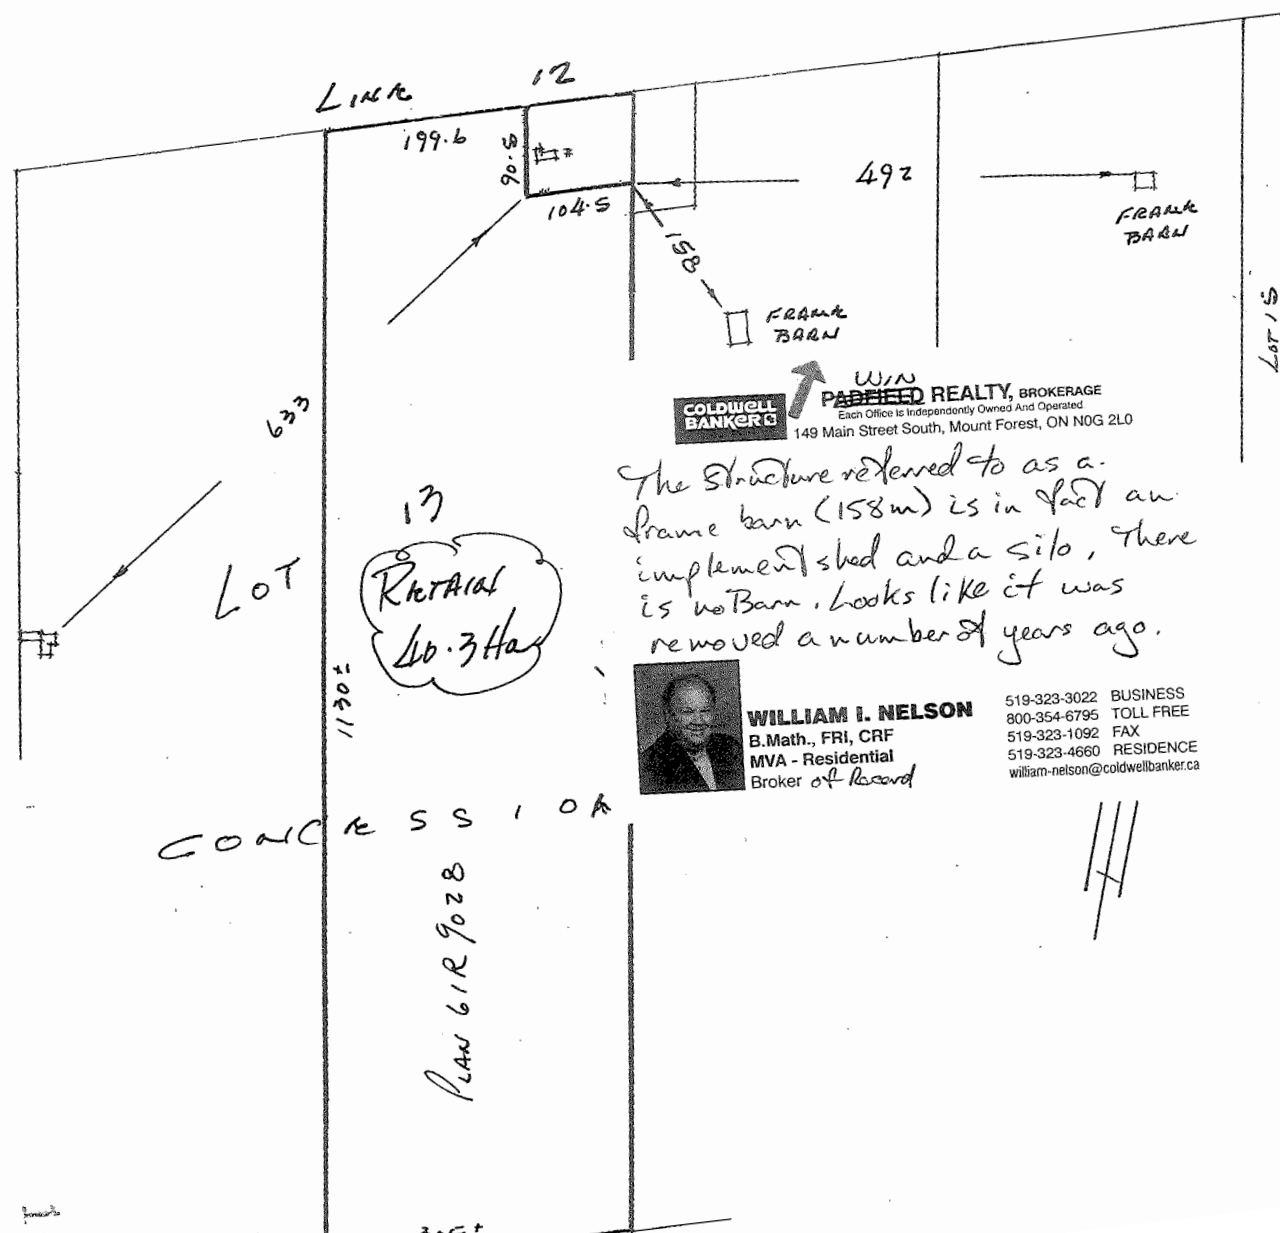 LINE 12
199.6
90.5
104.5
492
158
FRAME
BARN
FRAME
BARN
LOT 15
633
COLDWELL
BANKER
WIN
PADFIELD REALTY, BROKERAGE
Each Office is Independently Owned And Operated
149 Main Street South, Mount Forest, ON N0G 2L0
The Structure referred to as a
frame barn (158m) is in fact an
implement shed and a silo. There
is no Barn. Looks like it was
removed a number of years ago.
LOT 13
RETAIN
40.3 Ha
1130±
WILLIAM I. NELSON
B.Math., FRI, CRF
MVA - Residential
Broker of Record
519-323-3022 BUSINESS
800-354-6795 TOLL FREE
519-323-1092 FAX
519-323-4660 RESIDENCE
william-nelson@coldwellbanker.ca
CONCESSION
PLAN 61R 9028